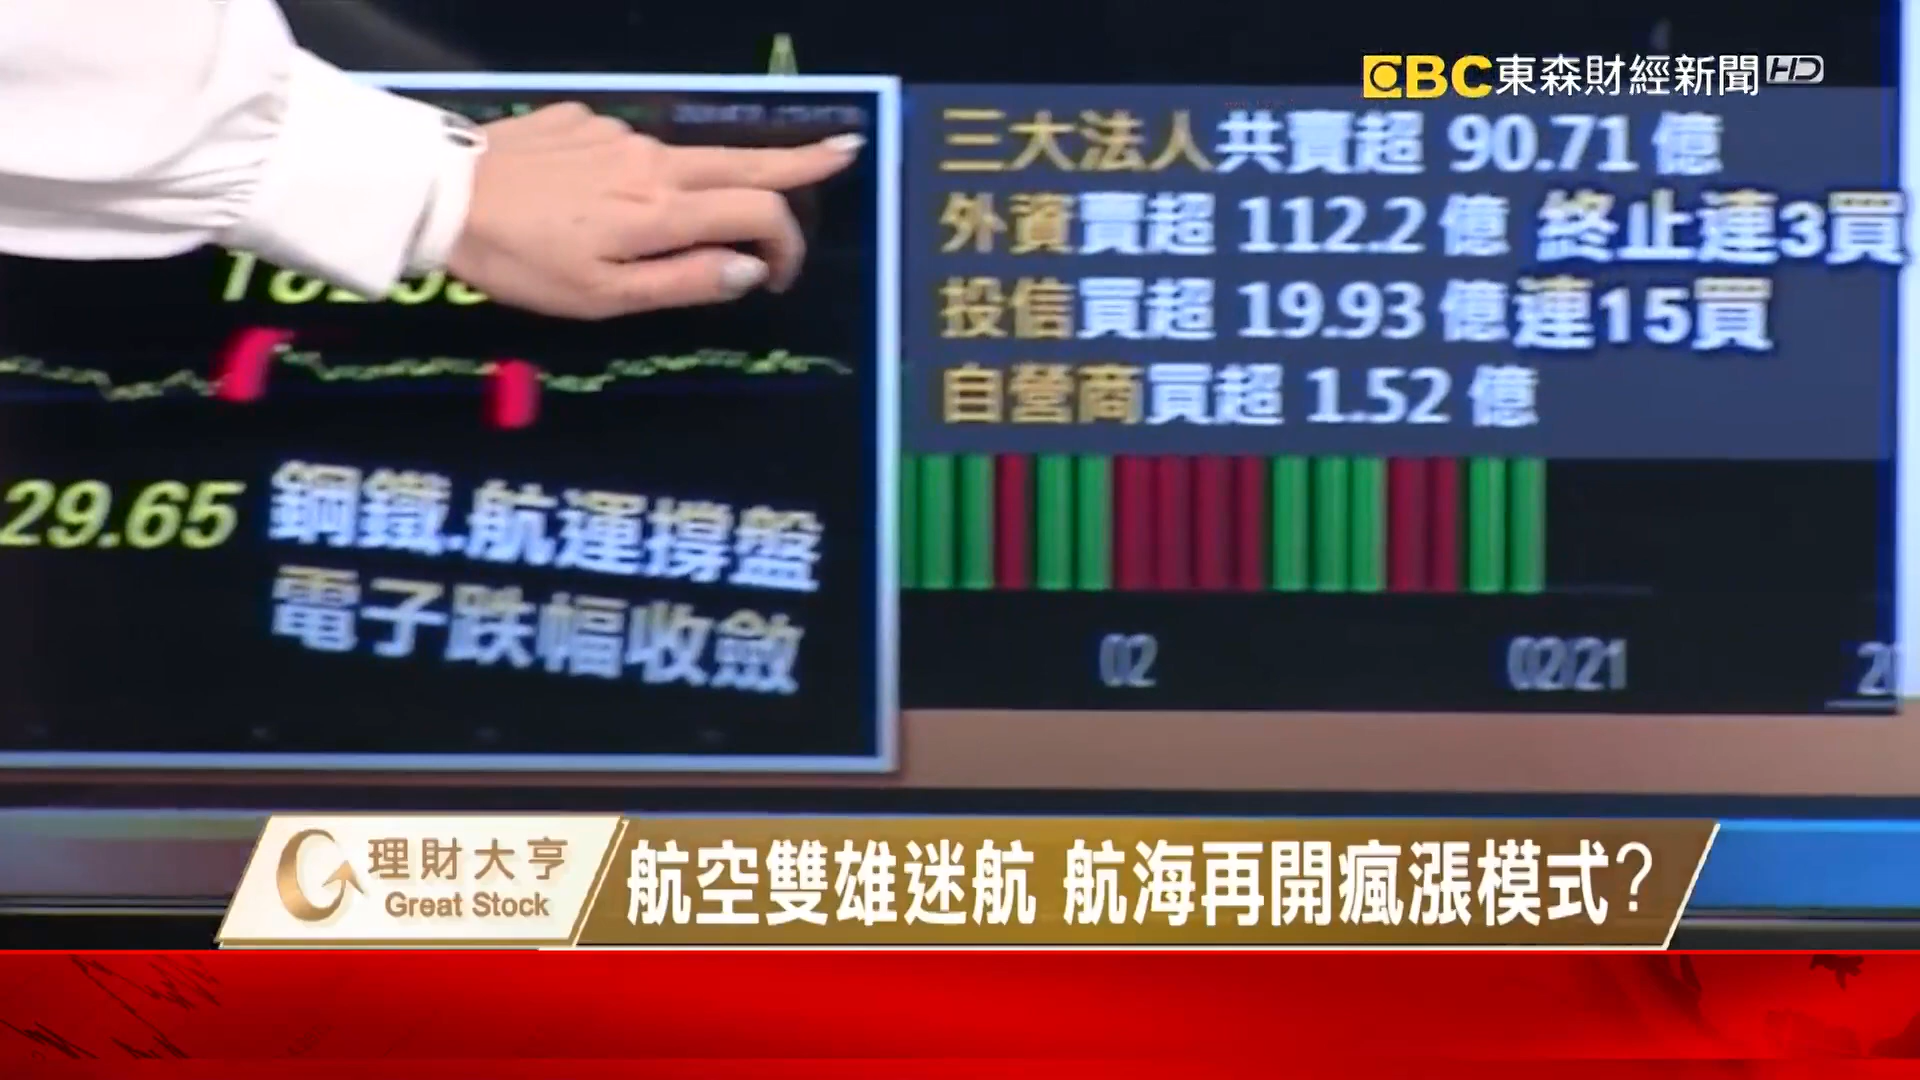 EBC東森財經新聞HD
三大法人共賣超 90.71 億
外資賣超 112.2 億 終止連3買
投信買超 19.93 億連15買
自營商買超 1.52 億
29.65 鋼鐵.航運撐盤
電子跌幅收斂
02 02/21
理財大亨
Great Stock
航空雙雄迷航 航海再開瘋漲模式?